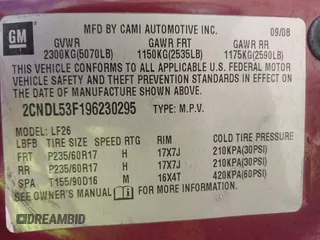 GM
MFD BY CAMI AUTOMOTIVE INC. 09/08
GVWR GAWR FRT GAWR RR
2300KG(5070LB) 1150KG(2535LB) 1175KG(2590LB)
THIS VEHICLE CONFORMS TO ALL APPLICABLE U.S. FEDERAL MOTOR
VEHICLE SAFETY AND THEFT PREVENTION STANDARDS IN EFFECT ON
THE DATE OF MANUFACTURE SHOWN ABOVE.
2CNDL53F196230295 TYPE: M.P.V.
MODEL: LF26
LBFB TIRE SIZE SPEED RTG RIM COLD TIRE PRESSURE
FRT P235/60R17 H 17X7J 210KPA(30PSI)
RR P235/60R17 H 17X7J 210KPA(30PSI)
SPA T155/90D16 M 16X4T 420KPA(60PSI)
SEE OWNER'S MANUAL FOR ADDITIONAL INFORMATION.
DREAMBID